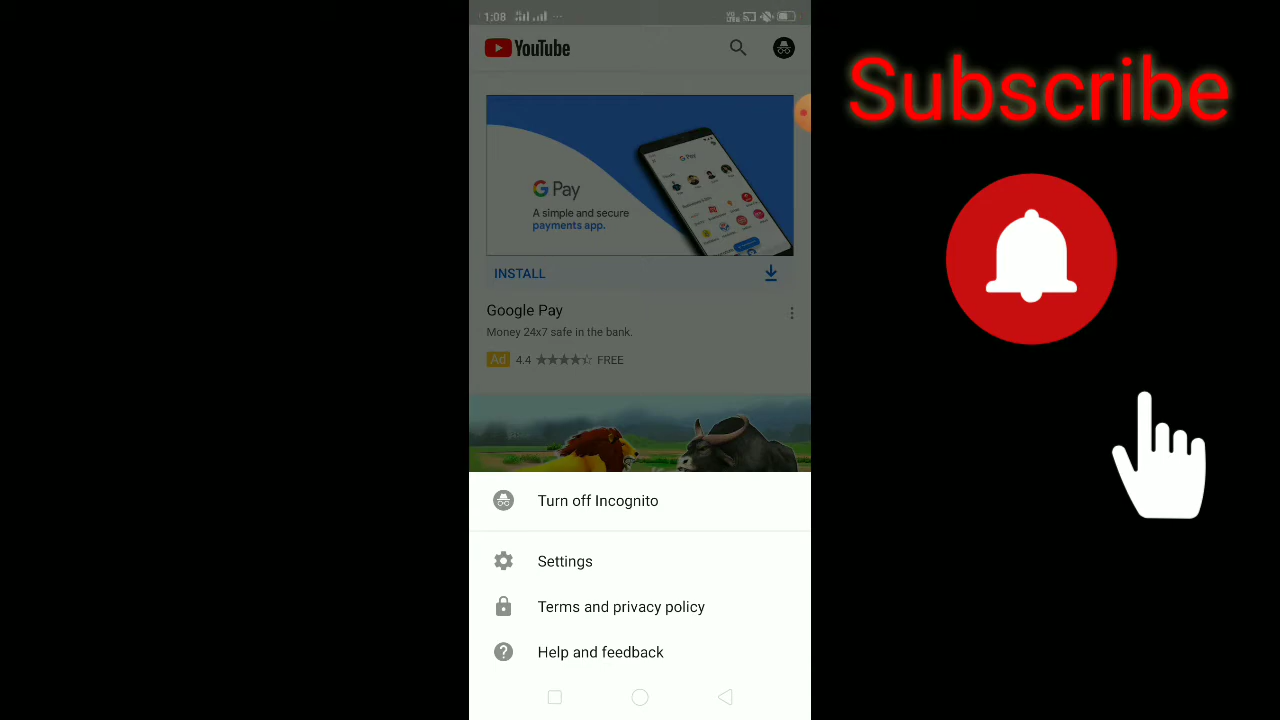 1:08
YouTube
Subscribe
G Pay
A simple and secure
payments app.
INSTALL
Google Pay
Money 24x7 safe in the bank.
Ad 4.4 FREE
Turn off Incognito
Settings
Terms and privacy policy
Help and feedback